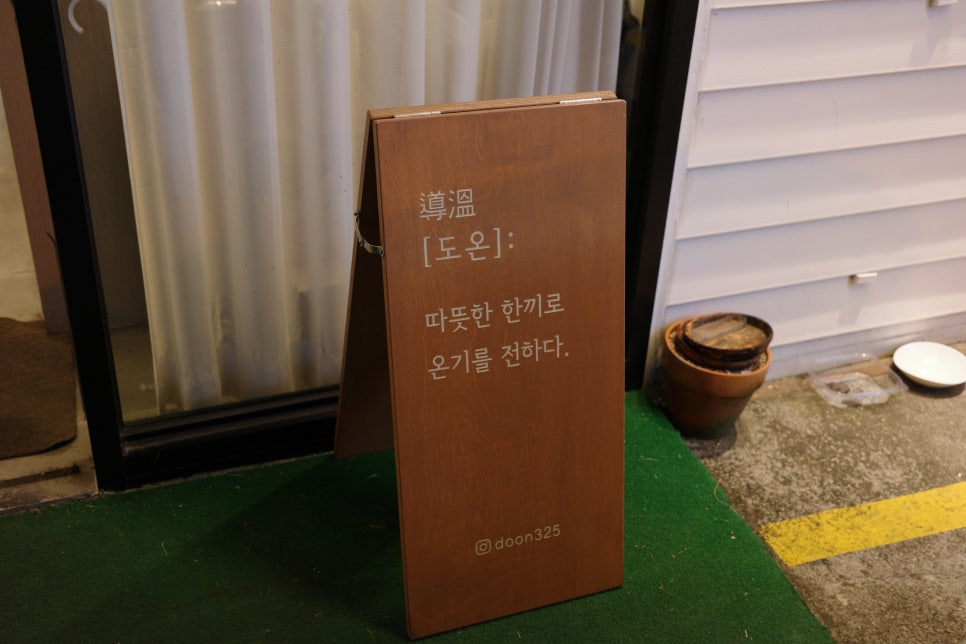 導溫
[도온]:
따뜻한 한끼로
온기를 전하다.
doon325